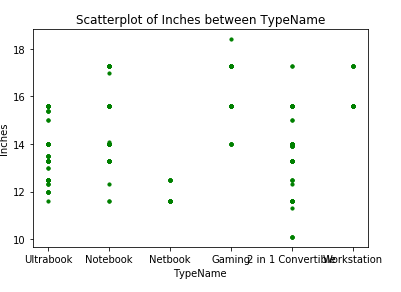 Scatterplot of Inches between TypeName
18
16
14
12
10
Inches
Ultrabook Notebook Netbook Gaming 2 in 1 Convertible Workstation
TypeName